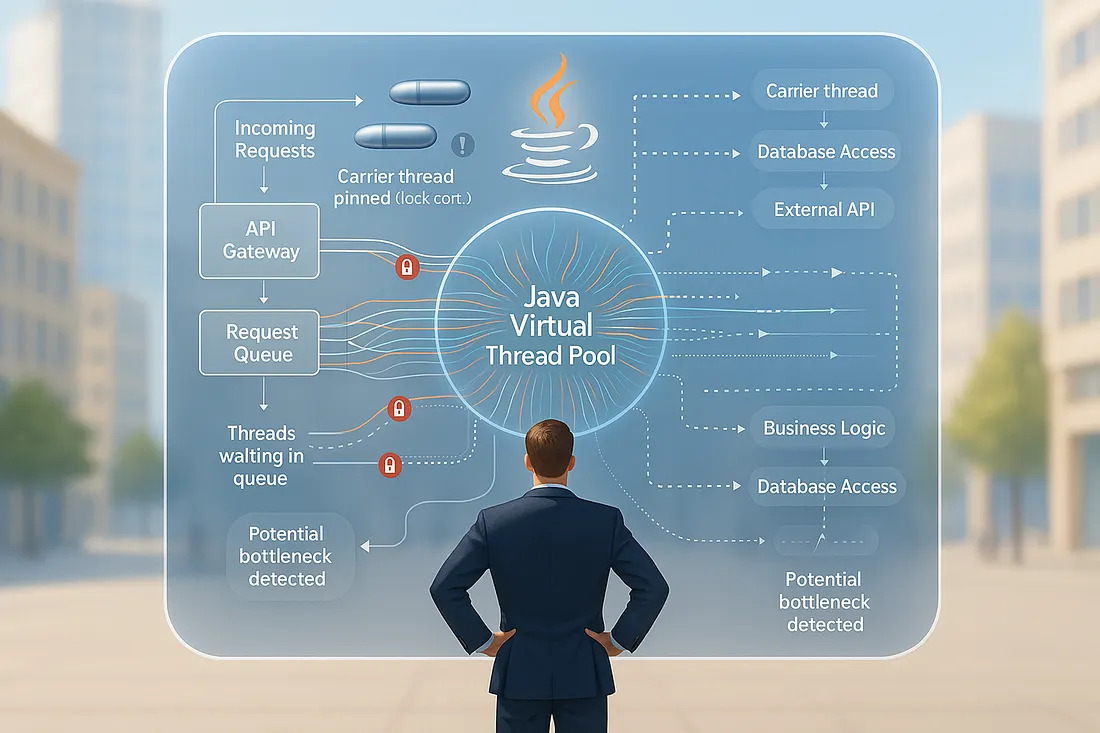 Incoming
Requests
API
Gateway
Request
Queue
Threads
walting in
queue
Potential
bottleneck
detected
!
Carrier thread
pinned (lock cort.)
Java
Virtual
Thread Pool
Carrier thread
Database Access
External API
Business Logic
Database Access
Potential
bottleneck
detected